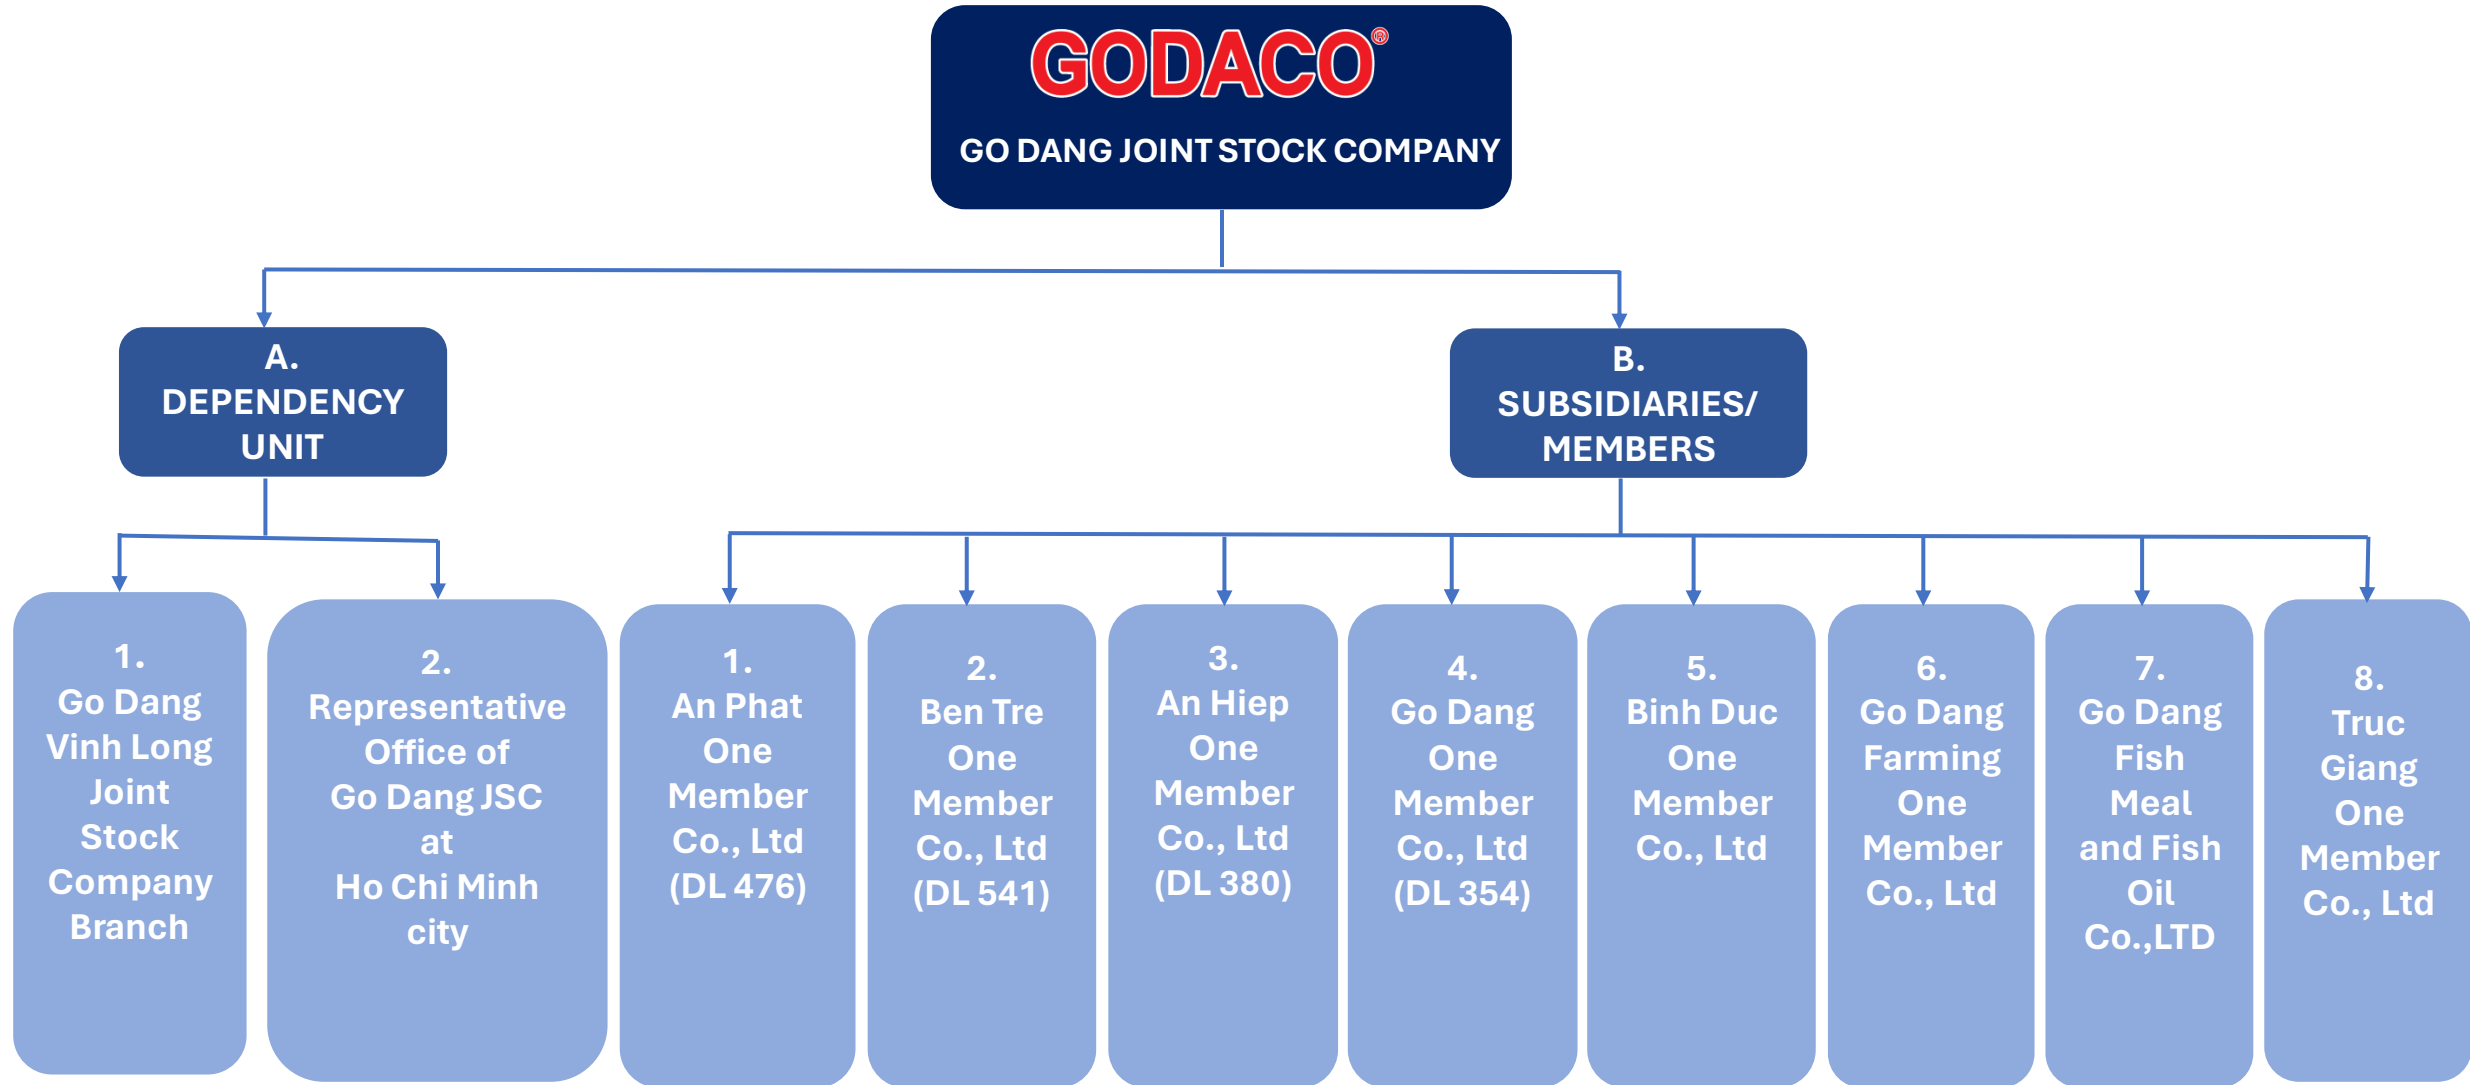 GODACO®
GO DANG JOINT STOCK COMPANY
A.
DEPENDENCY
UNIT
B.
SUBSIDIARIES/
MEMBERS
1.
Go Dang
Vinh Long
Joint
Stock
Company
Branch
2.
Representative
Office of
Go Dang JSC
at
Ho Chi Minh
city
1.
An Phat
One
Member
Co., Ltd
(DL 476)
2.
Ben Tre
One
Member
Co., Ltd
(DL 541)
3.
An Hiep
One
Member
Co., Ltd
(DL 380)
4.
Go Dang
One
Member
Co., Ltd
(DL 354)
5.
Binh Duc
One
Member
Co., Ltd
6.
Go Dang
Farming
One
Member
Co., Ltd
7.
Go Dang
Fish
Meal
and Fish
Oil
Co.,LTD
8.
Truc
Giang
One
Member
Co., Ltd